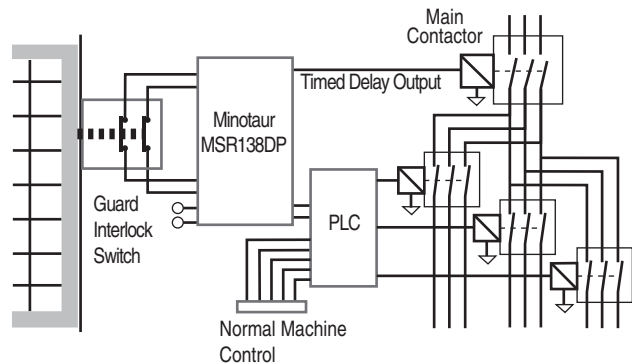 Main
Contactor
Timed Delay Output
Minotaur
MSR138DP
Guard
Interlock
Switch
PLC
Normal Machine
Control